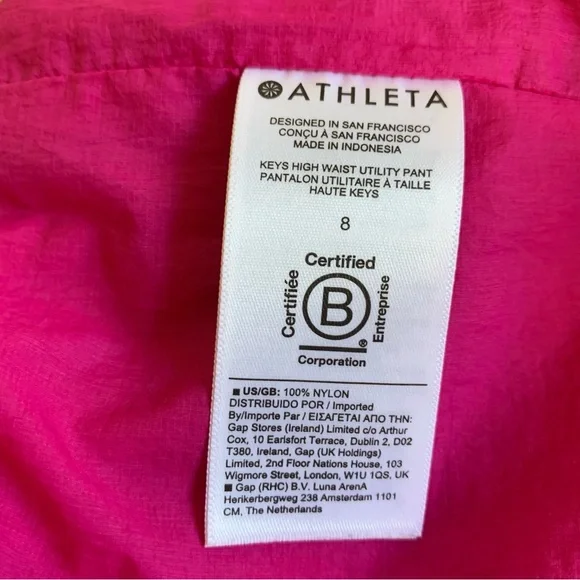 ATHLETA
DESIGNED IN SAN FRANCISCO
CONÇU À SAN FRANCISCO
MADE IN INDONESIA
KEYS HIGH WAIST UTILITY PANT
PANTALON UTILITAIRE À TAILLE
HAUTE KEYS
8
Certified
Certifiée
B
Entreprise
®
Corporation
■ US/GB: 100% NYLON
DISTRIBUIDO POR / Imported
By/Importe Par / ΕΙΣΑΓΕΤΑΙ ΑΠΟ ΤΗΝ:
Gap Stores (Ireland) Limited c/o Arthur
Cox, 10 Earlsfort Terrace, Dublin 2, D02
T380, Ireland, Gap (UK Holdings)
Limited, 2nd Floor Nations House, 103
Wigmore Street, London, W1U 1QS, UK
■ Gap (RHC) B.V. Luna ArenA
Herikerbergweg 238 Amsterdam 1101
CM, The Netherlands